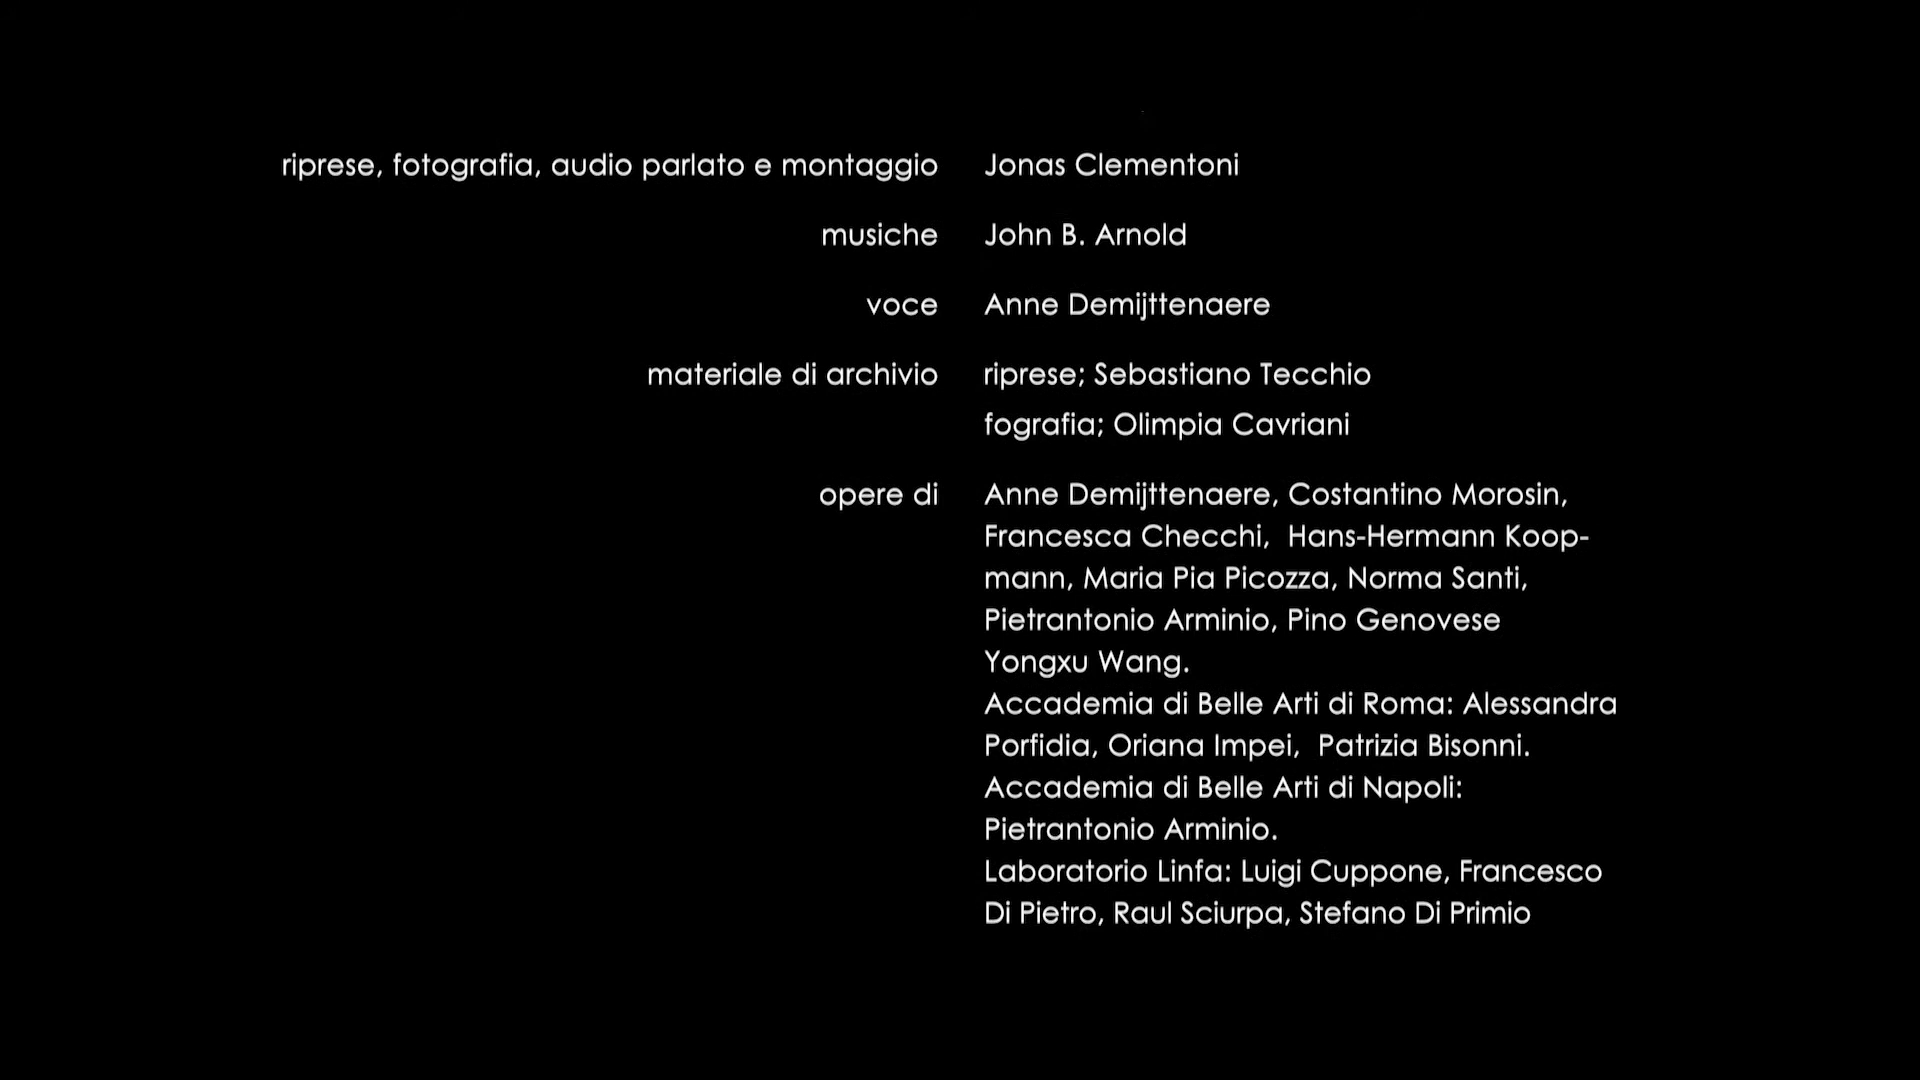 riprese, fotografia, audio parlato e montaggio Jonas Clementoni
musiche John B. Arnold
voce Anne Demijttenaere
materiale di archivio riprese; Sebastiano Tecchio
fografia; Olimpia Cavriani
opere di Anne Demijttenaere, Costantino Morosin,
Francesca Checchi, Hans-Hermann Koop-
mann, Maria Pia Picozza, Norma Santi,
Pietrantonio Arminio, Pino Genovese
Yongxu Wang.
Accademia di Belle Arti di Roma: Alessandra
Porfidia, Oriana Impei, Patrizia Bisonni.
Accademia di Belle Arti di Napoli:
Pietrantonio Arminio.
Laboratorio Linfa: Luigi Cuppone, Francesco
Di Pietro, Raul Sciurpa, Stefano Di Primio